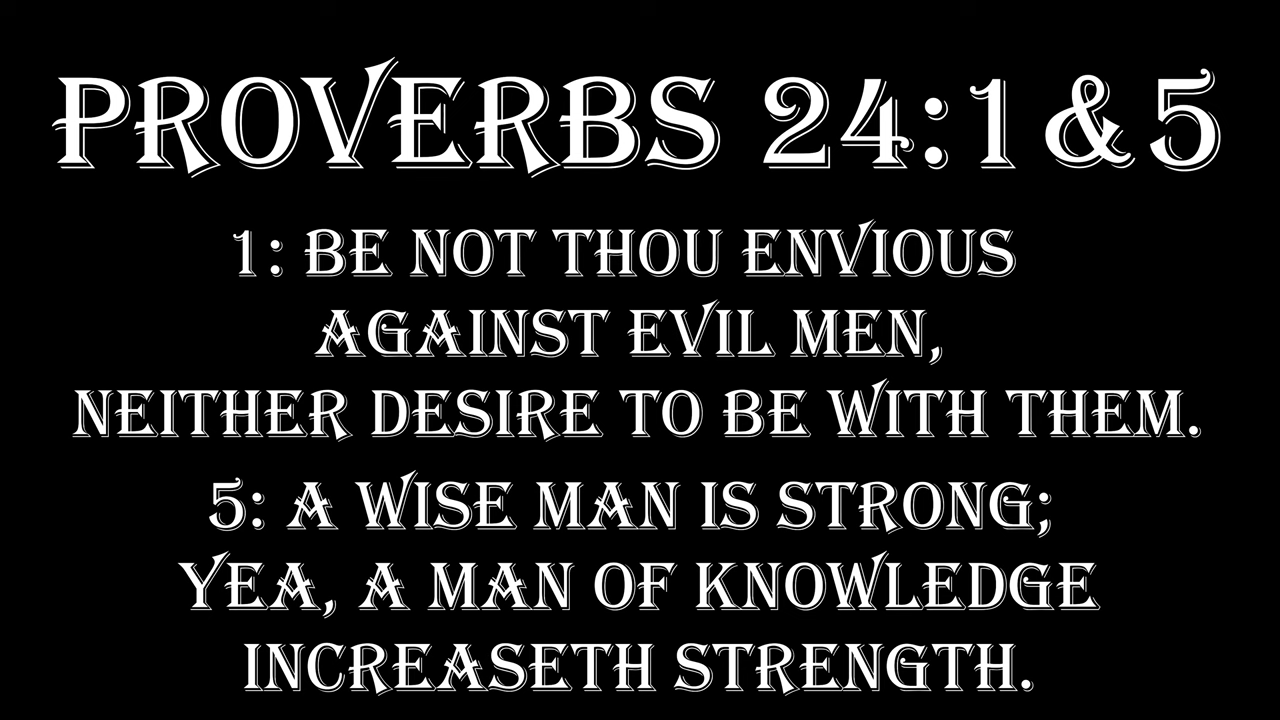 PROVERBS 24:1 & 5
1: BE NOT THOU ENVIOUS
AGAINST EVIL MEN,
NEITHER DESIRE TO BE WITH THEM.
5: A WISE MAN IS STRONG;
YEA, A MAN OF KNOWLEDGE
INCREASETH STRENGTH.